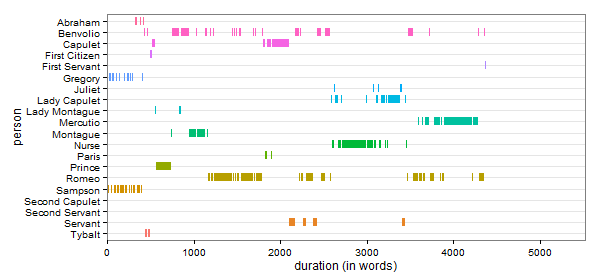 Abraham
Benvolio
Capulet
First Citizen
First Servant
Gregory
Juliet
Lady Capulet
Lady Montague
Mercutio
Montague
Nurse
Paris
Prince
Romeo
Sampson
Second Capulet
Second Servant
Servant
Tybalt
person
0 1000 2000 3000 4000 5000
duration (in words)